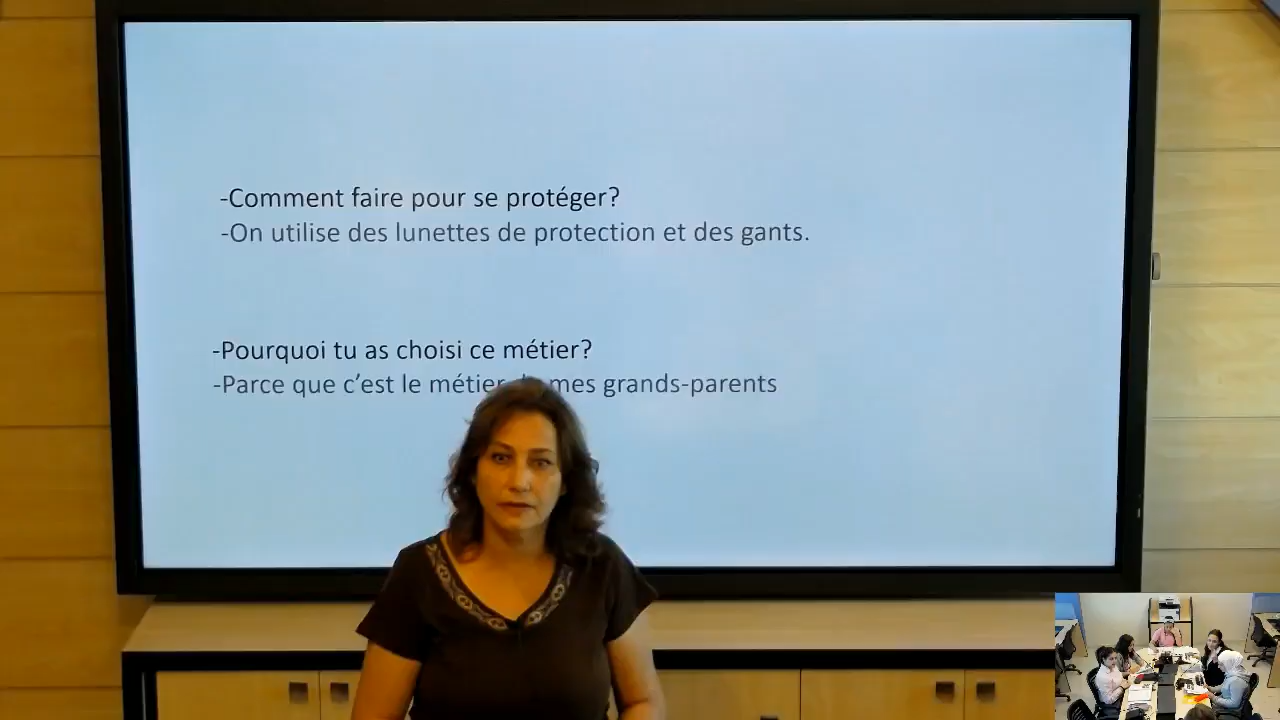 -Comment faire pour se protéger?
-On utilise des lunettes de protection et des gants.
-Pourquoi tu as choisi ce métier?
-Parce que c'est le métier mes grands-parents